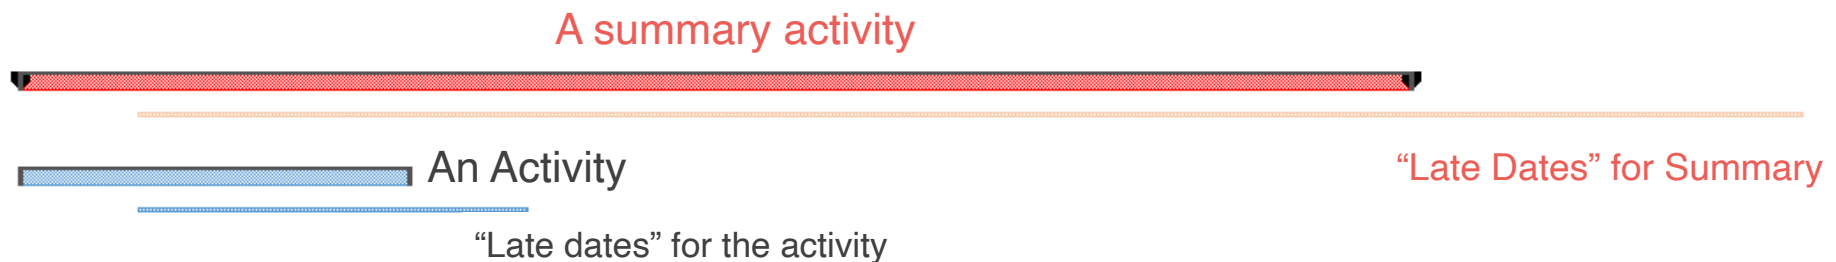 A summary activity
An Activity
“Late Dates” for Summary
“Late dates” for the activity